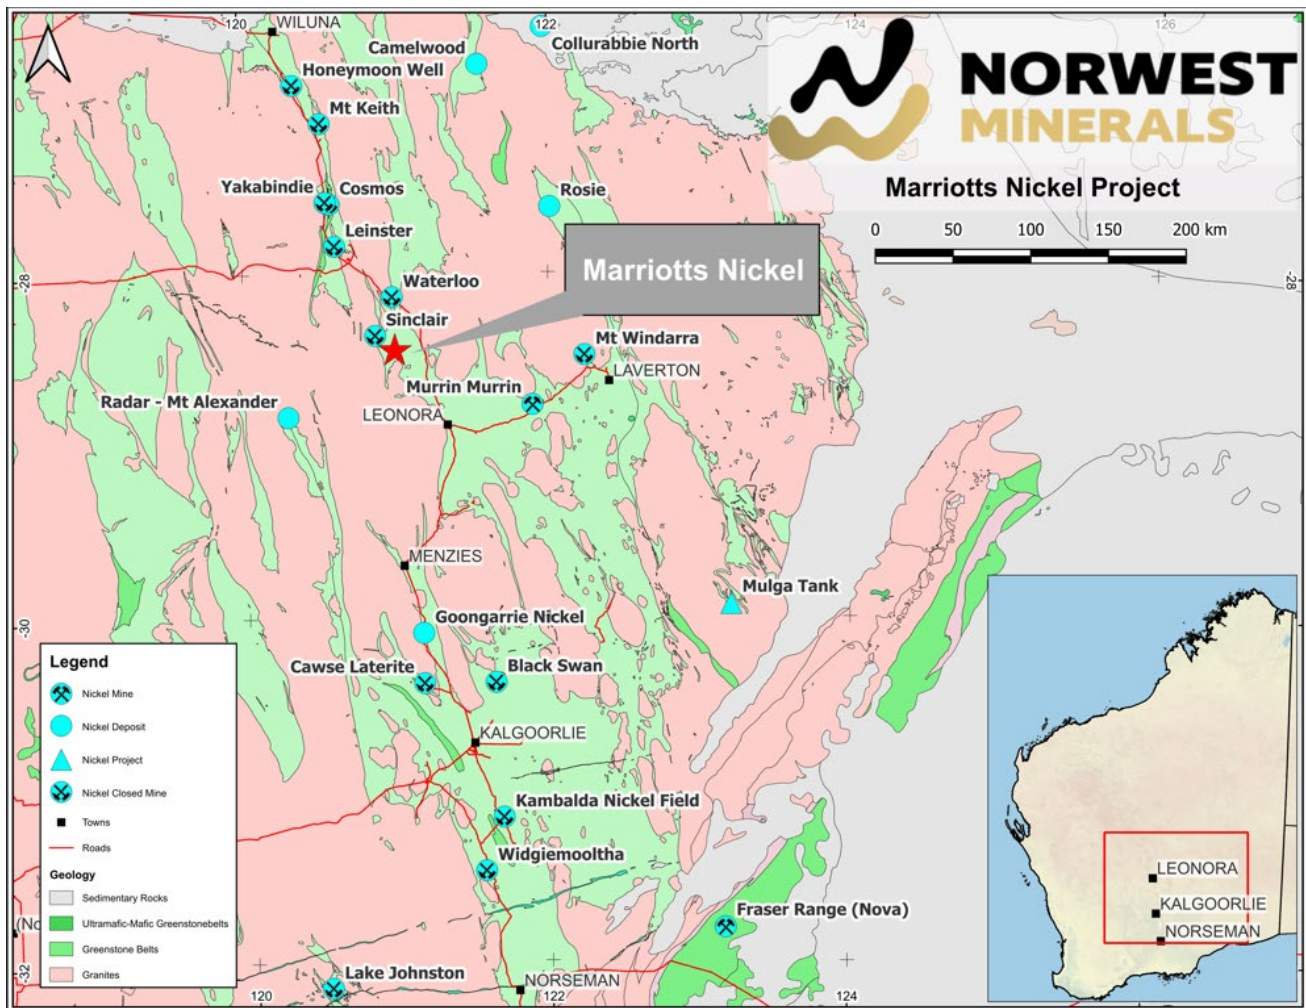 120
122
124
126
WILUNA
Camelwood
Collurabbie North
Honeymoon Well
Mt Keith
NORWEST
MINERALS
Marriotts Nickel Project
0 50 100 150 200 km
Yakabindie
Cosmos
Rosie
Leinster
-28
-28
Marriotts Nickel
Waterloo
Sinclair
Mt Windarra
LAVERTON
Murrin Murrin
Radar - Mt Alexander
LEONORA
MENZIES
Mulga Tank
Goongarrie Nickel
-30
Cawse Laterite
Black Swan
KALGOORLIE
Kambalda Nickel Field
Widgiemooltha
Fraser Range (Nova)
Lake Johnston
NORSEMAN
-32
120
122
124
Legend
Nickel Mine
Nickel Deposit
Nickel Project
Nickel Closed Mine
Towns
Roads
Geology
Sedimentary Rocks
Ultramafic-Mafic Greenstonebelts
Greenstone Belts
Granites
(No
LEONORA
KALGOORLIE
NORSEMAN